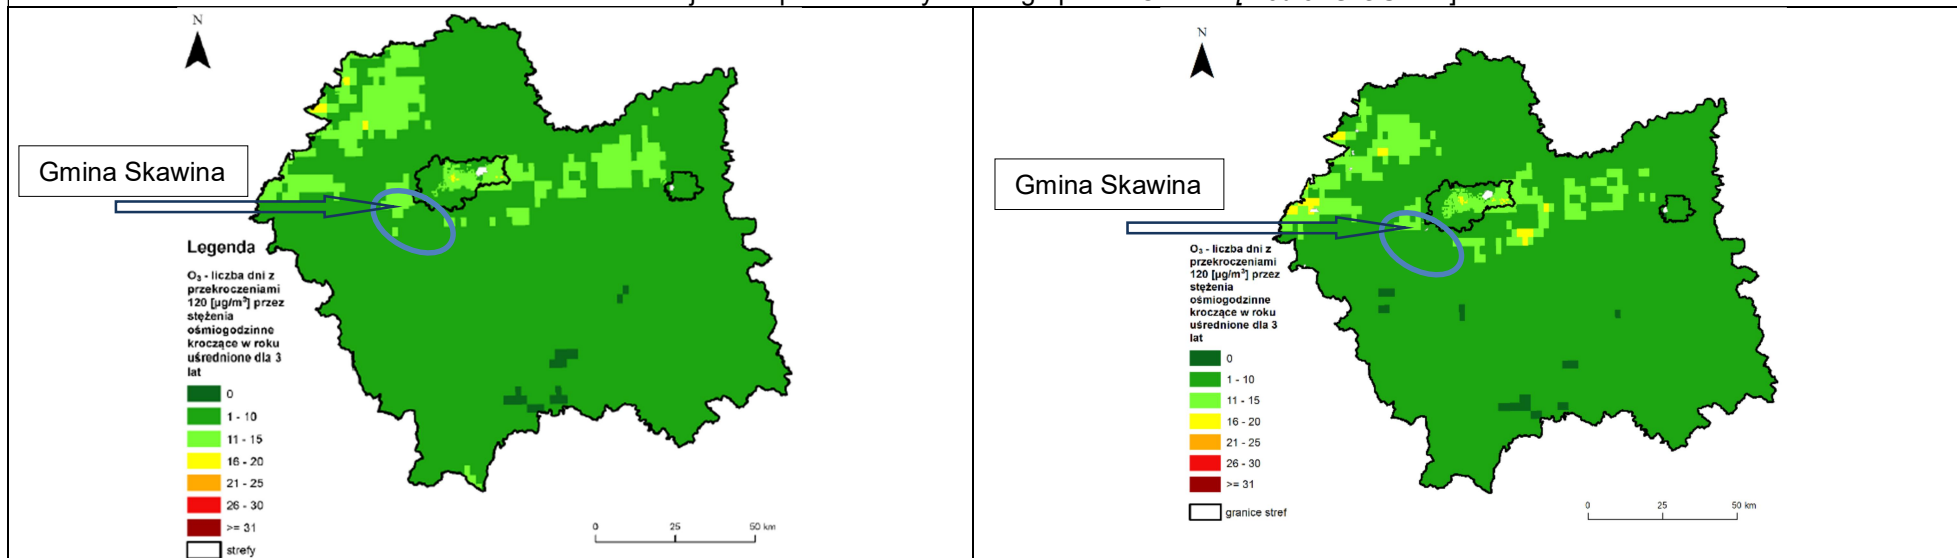 N
Gmina Skawina
Legenda
O₃ - liczba dni z
przekroczeniami
120 [µg/m³] przez
stężenia
ośmiogodzinne
kroczące w roku
uśrednione dla 3
lat
0
1 - 10
11 - 15
16 - 20
21 - 25
26 - 30
>= 31
strefy
0 25 50 km
N
Gmina Skawina
O₃ - liczba dni z
przekroczeniami
120 [µg/m³] przez
stężenia
ośmiogodzinne
kroczące w roku
uśrednione dla 3
lat
0
1 - 10
11 - 15
16 - 20
21 - 25
26 - 30
>= 31
granice stref
0 25 50 km